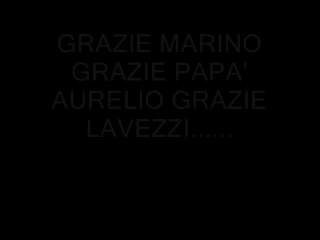 GRAZIE MARINO
GRAZIE PAPA'
AURELIO GRAZIE
LAVEZZI......